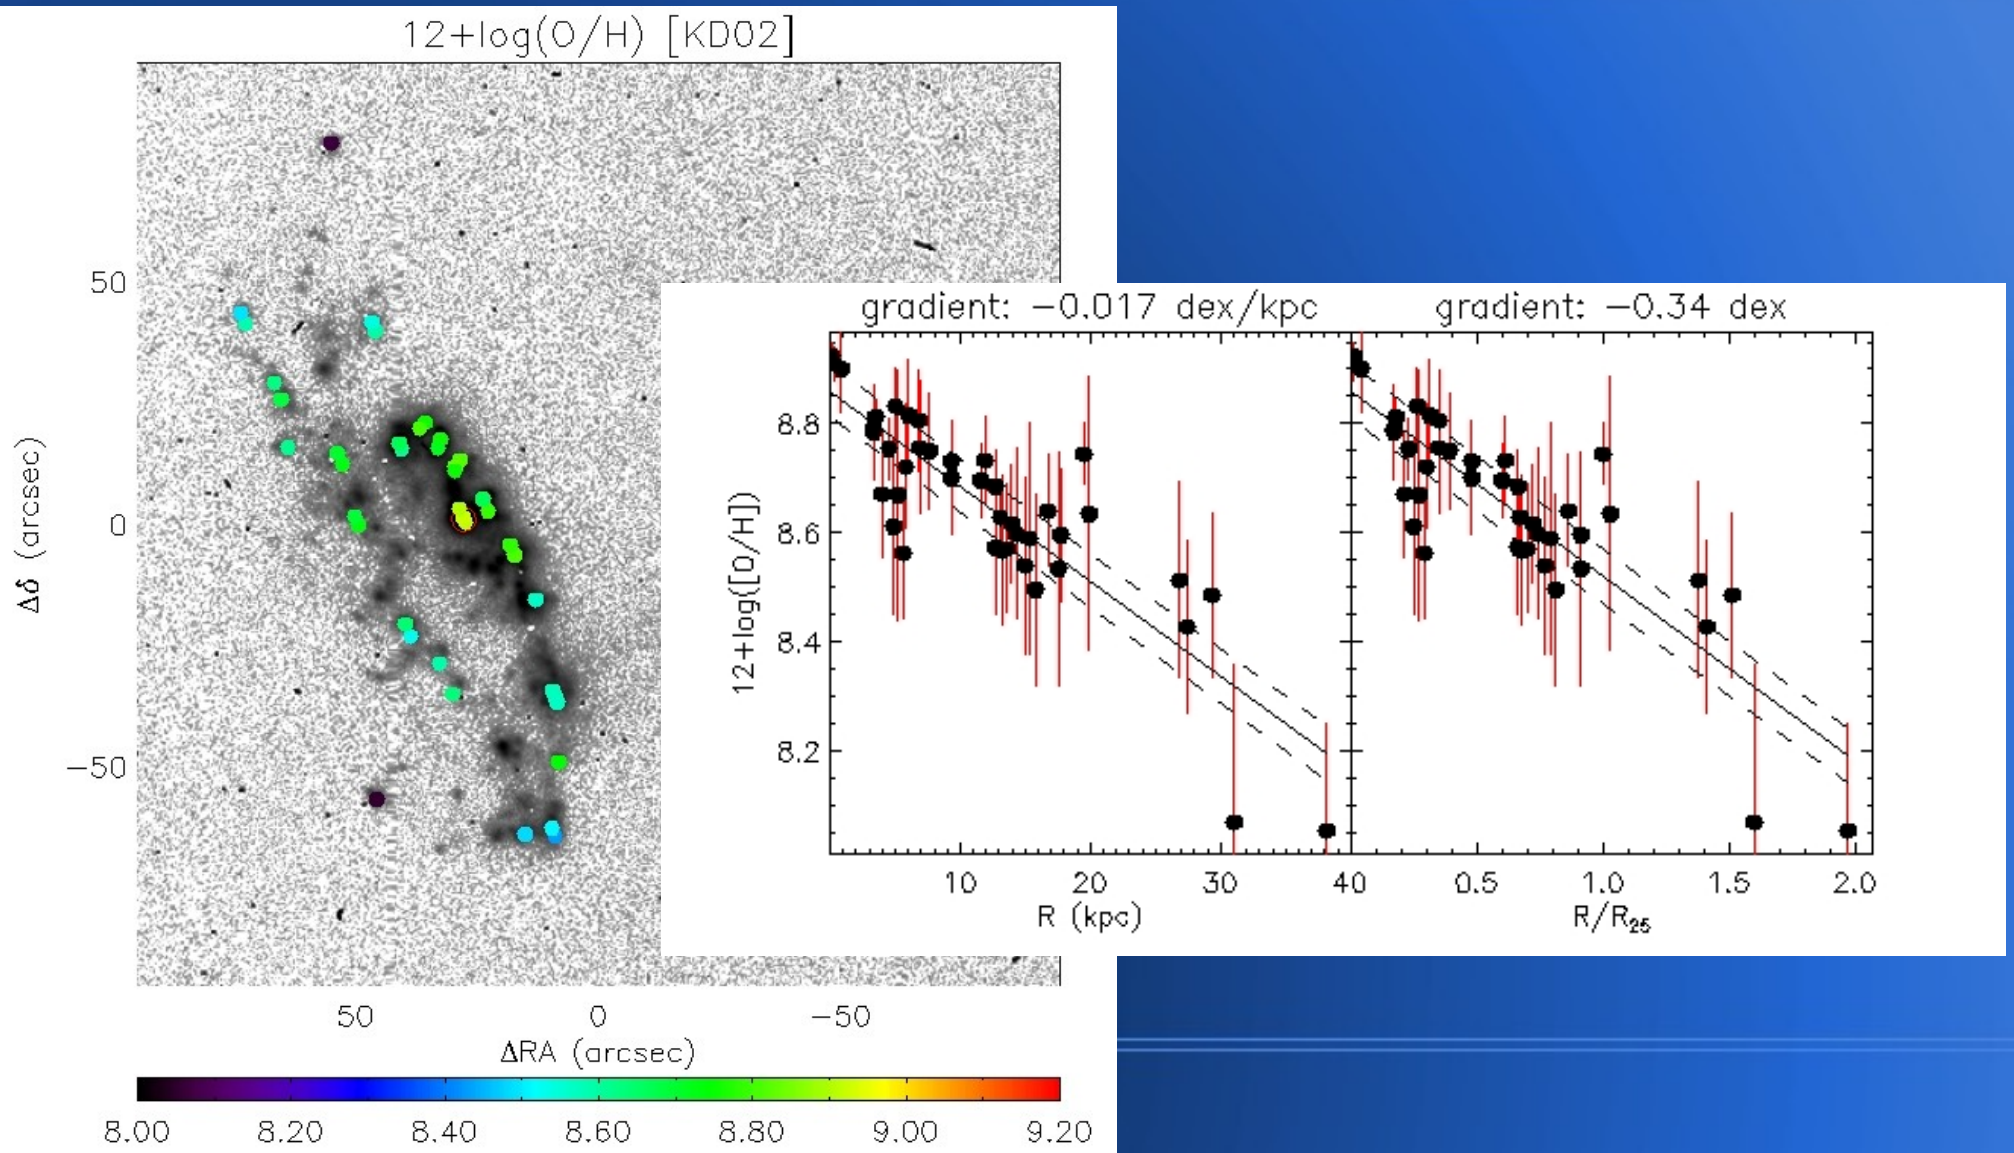 12+log(O/H) [KD02]
50
0
−50
Δδ (arcsec)
50 0 −50
ΔRA (arcsec)
8.00 8.20 8.40 8.60 8.80 9.00 9.20
gradient: −0.017 dex/kpc gradient: −0.34 dex
8.8
8.6
8.4
8.2
12+log([O/H])
10 20 30 40 0.5 1.0 1.5 2.0
R (kpc) R/R₂₅